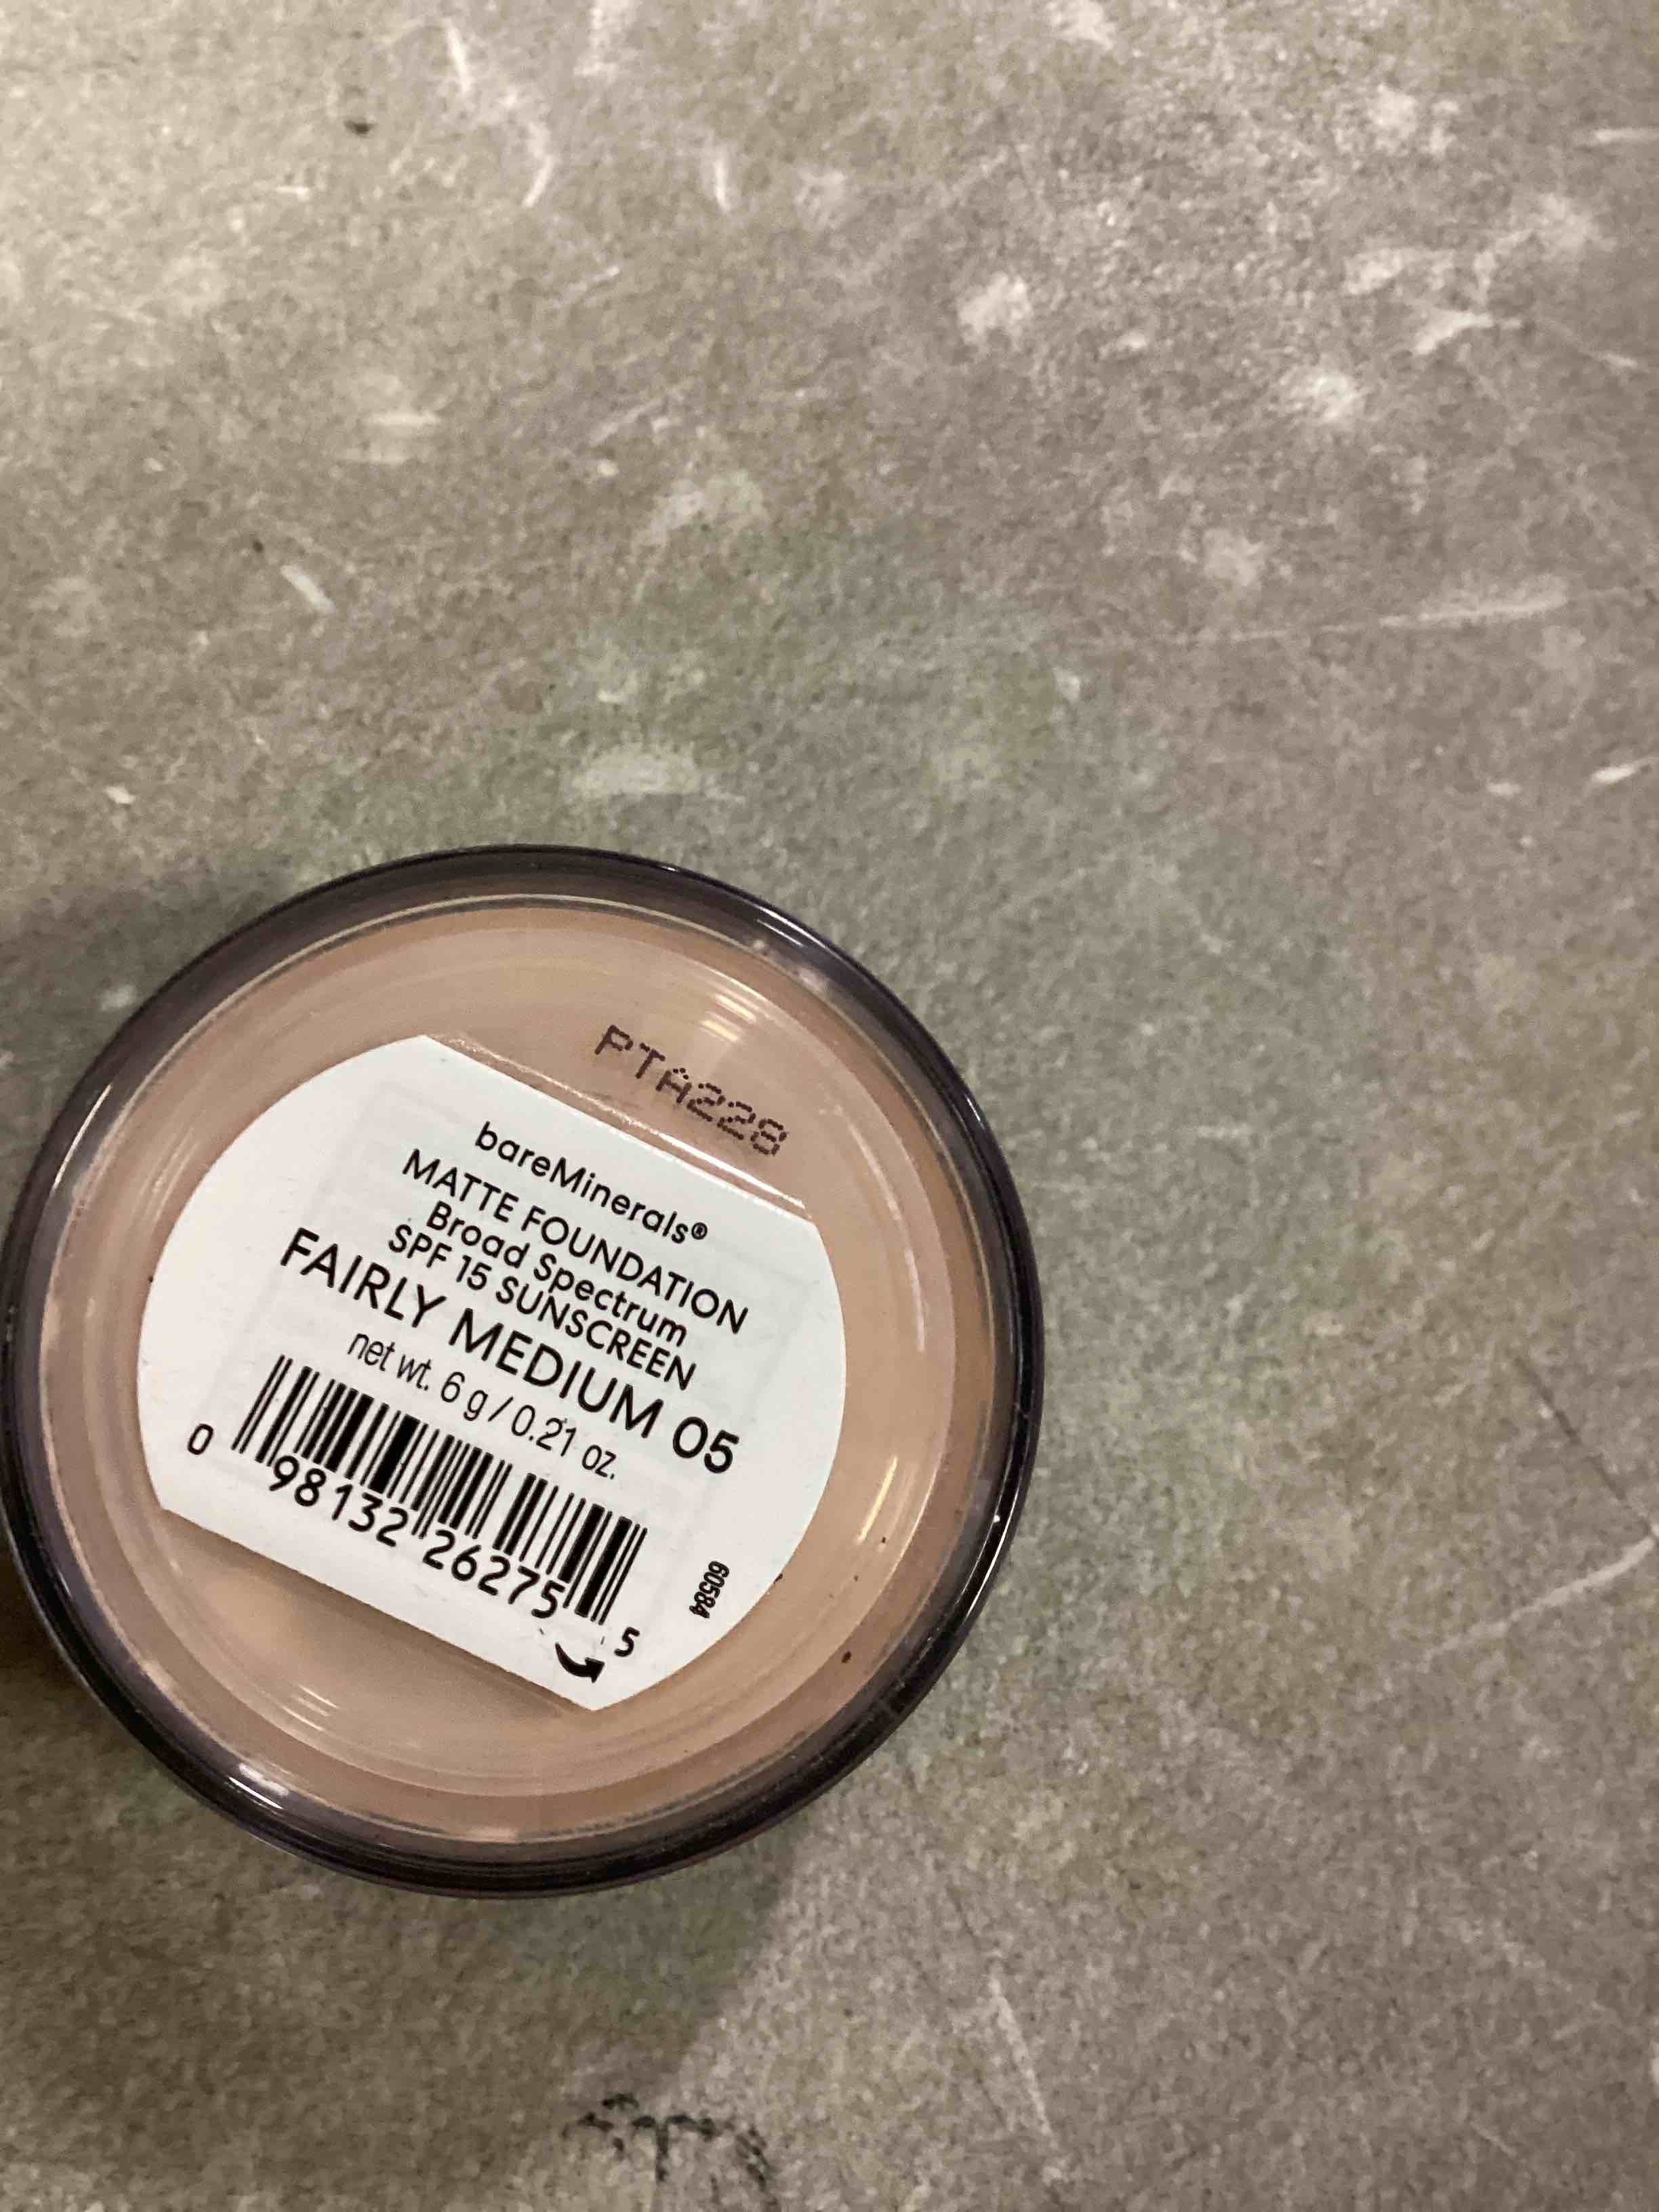 PTA228
bareMinerals®
MATTE FOUNDATION
Broad Spectrum
SPF 15 SUNSCREEN
FAIRLY MEDIUM 05
net wt. 6 g / 0.21 oz.
0 98132 26275 5
60584